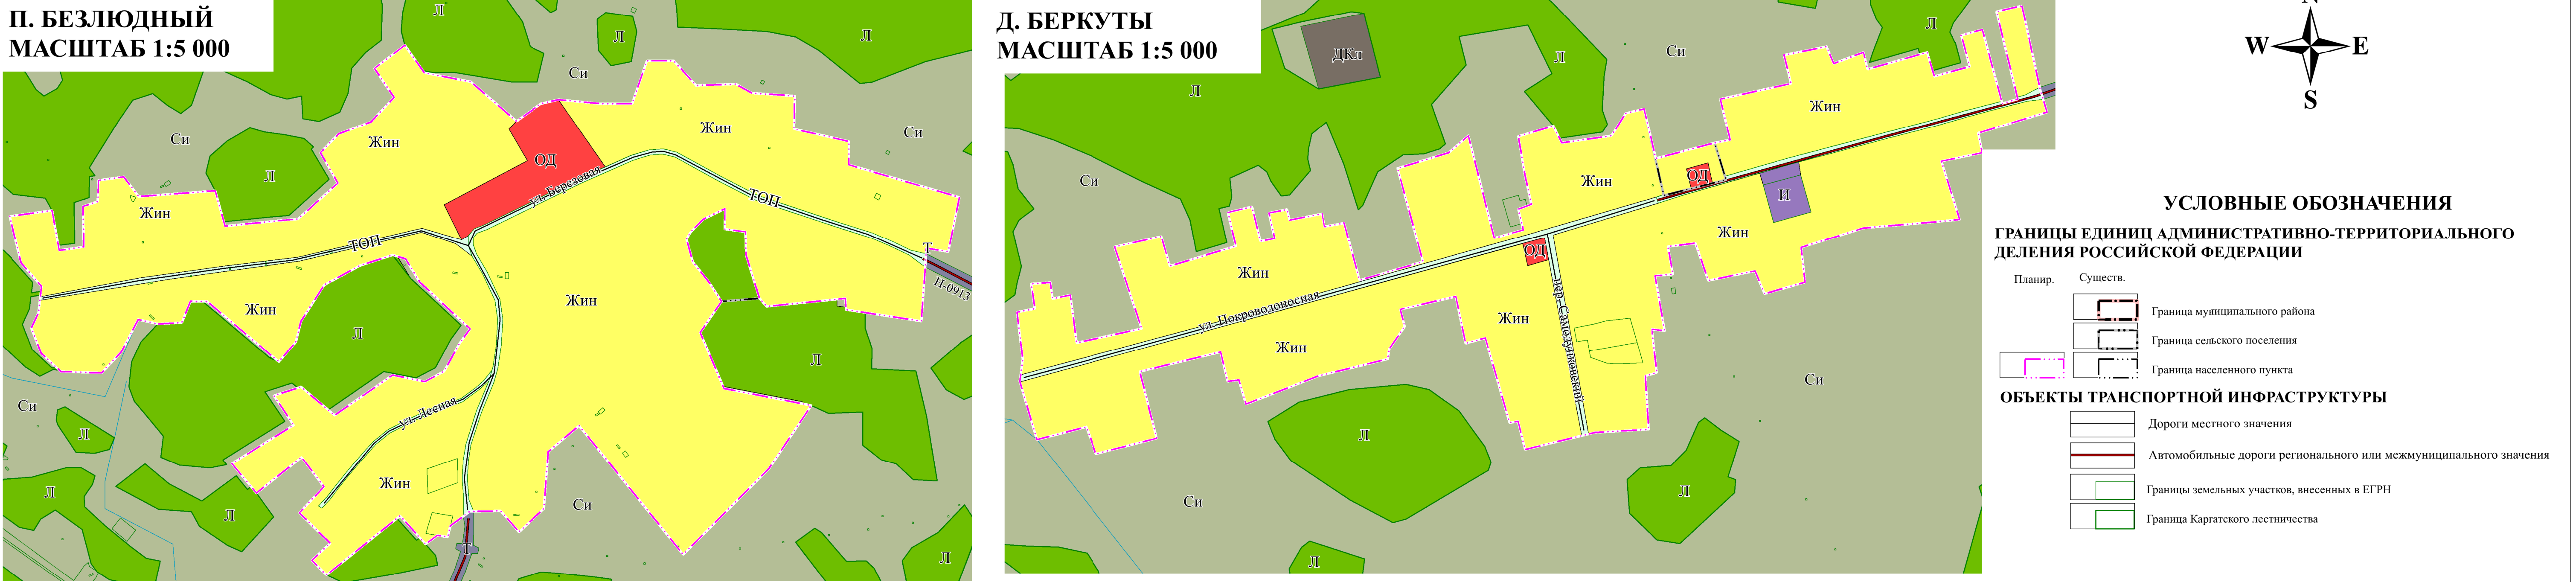 П. БЕЗЛЮДНЫЙ
МАСШТАБ 1:5 000
Л
Л
Л
Си
Си
Жин
Жин
Си
Л
ОД
ул. Березовая
Жин
ТОП
ТОП
Т
Н-0913
Жин
Жин
Л
Л
Си
ул. Лесная
Л
Жин
Л
Си
Л
Т
Л
Д. БЕРКУТЫ
МАСШТАБ 1:5 000
ДКл
Л
Си
Л
Л
Жин
Си
Жин
ОД
И
Жин
ОД
Жин
ул. Покроводоносная
пер. Самозулковский
Жин
Жин
Си
Л
Л
Си
Л
N
W
E
S
УСЛОВНЫЕ ОБОЗНАЧЕНИЯ
ГРАНИЦЫ ЕДИНИЦ АДМИНИСТРАТИВНО-ТЕРРИТОРИАЛЬНОГО
ДЕЛЕНИЯ РОССИЙСКОЙ ФЕДЕРАЦИИ
Планир. Существ.
Граница муниципального района
Граница сельского поселения
Граница населенного пункта
ОБЪЕКТЫ ТРАНСПОРТНОЙ ИНФРАСТРУКТУРЫ
Дороги местного значения
Автомобильные дороги регионального или межмуниципального значения
Границы земельных участков, внесенных в ЕГРН
Граница Каргатского лестничества